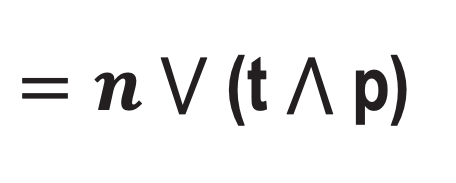 = n ∨ (t ∧ p)